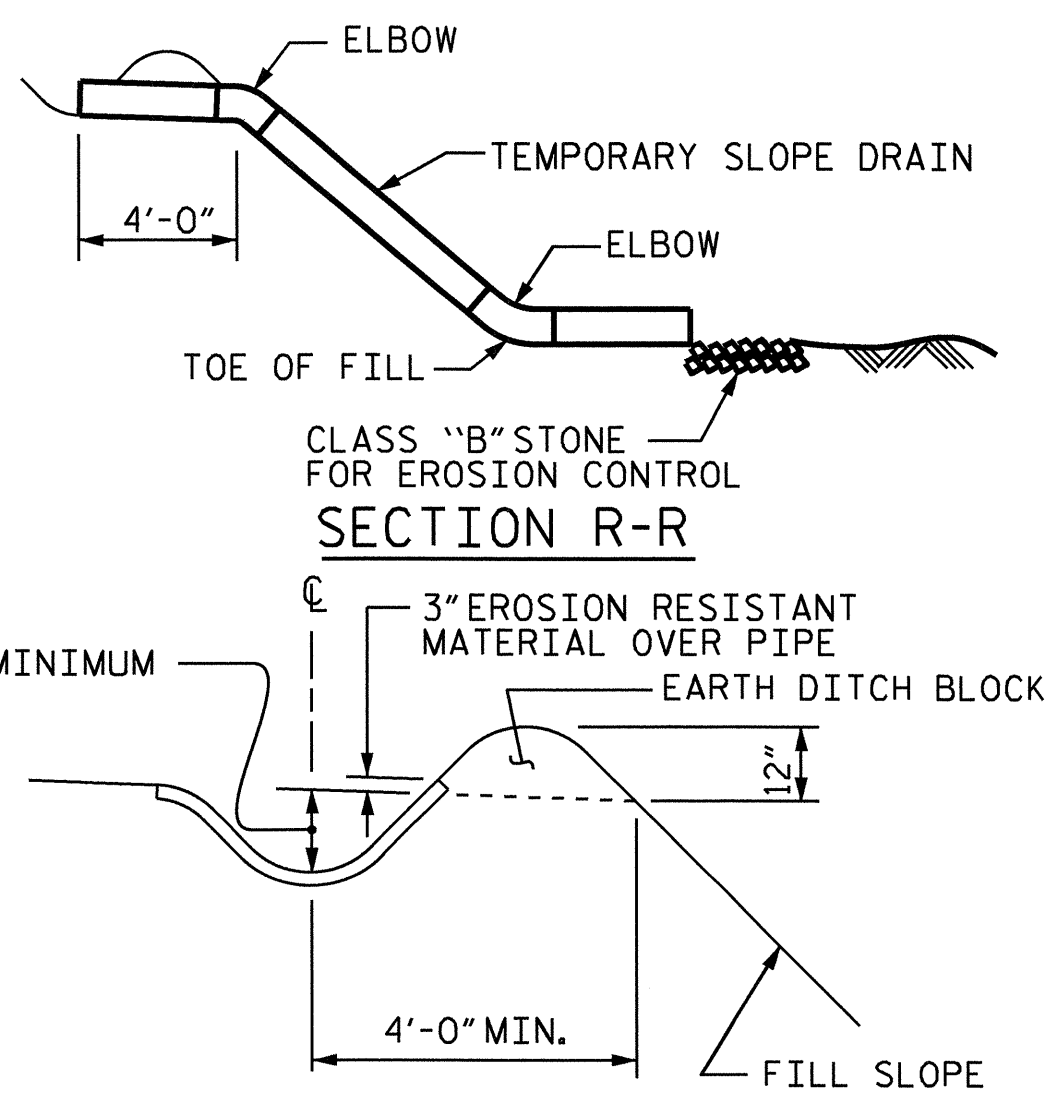 ELBOW
TEMPORARY SLOPE DRAIN
4'-0"
ELBOW
TOE OF FILL
CLASS "B" STONE
FOR EROSION CONTROL
SECTION R-R
℄
3" EROSION RESISTANT
MATERIAL OVER PIPE
MINIMUM
EARTH DITCH BLOCK
12"
4'-0" MIN.
FILL SLOPE